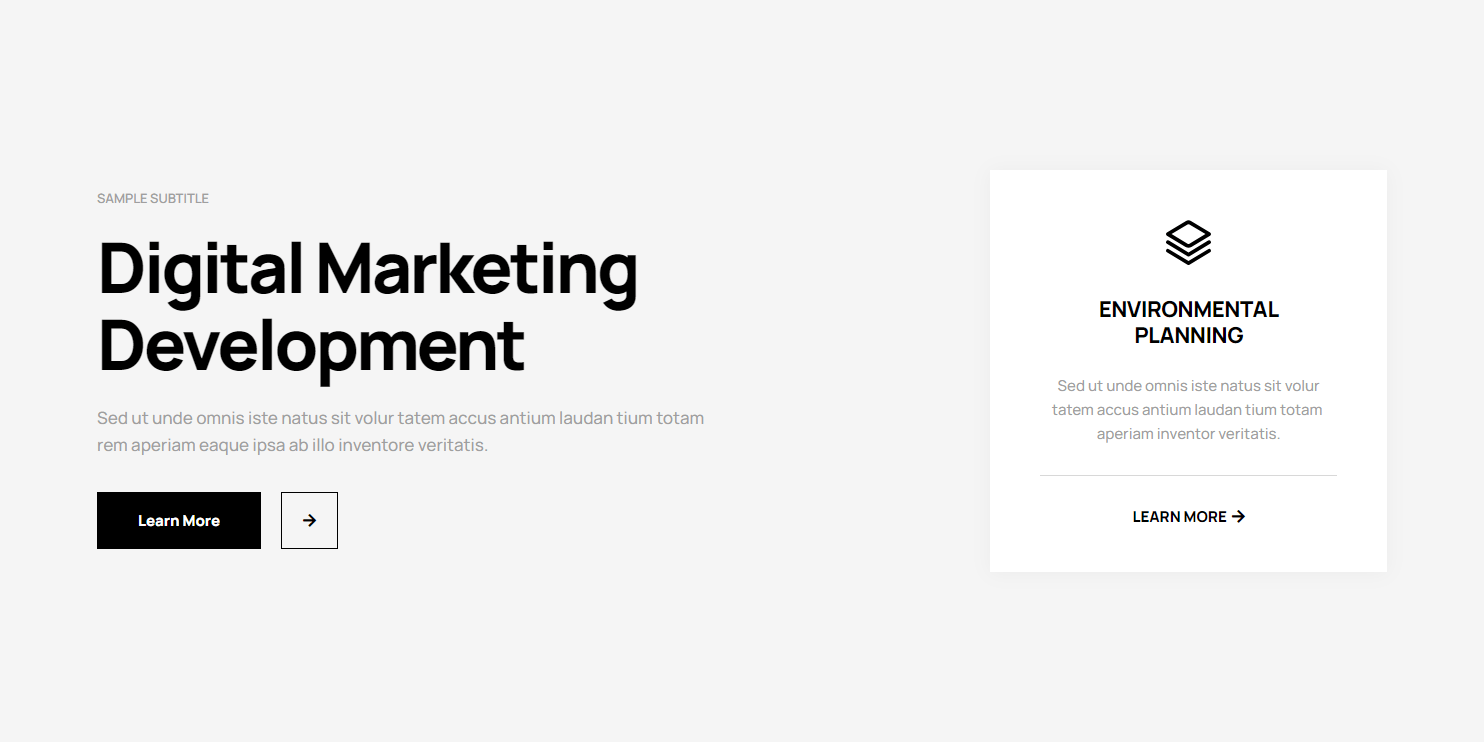 SAMPLE SUBTITLE
Digital Marketing
Development
Sed ut unde omnis iste natus sit volur tatem accus antium laudan tium totam
rem aperiam eaque ipsa ab illo inventore veritatis.
Learn More
ENVIRONMENTAL
PLANNING
Sed ut unde omnis iste natus sit volur
tatem accus antium laudan tium totam
aperiam inventor veritatis.
LEARN MORE